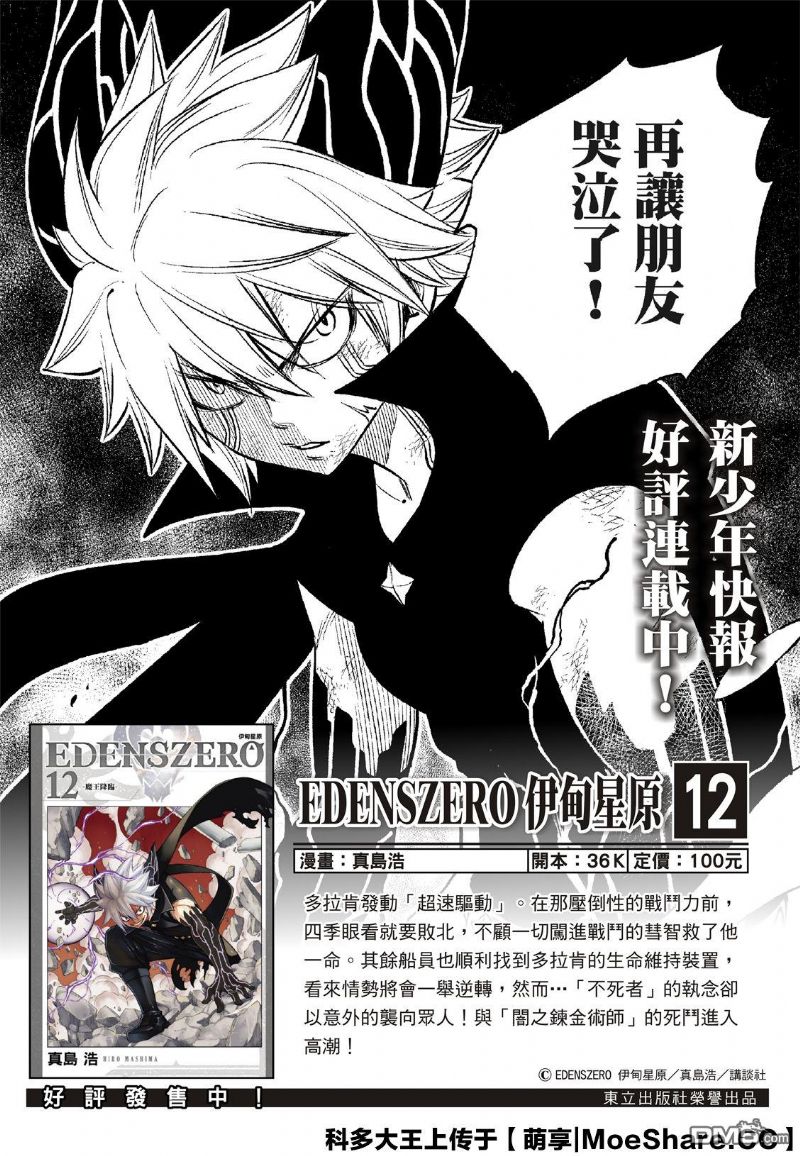 再讓朋友
哭泣了！
新少年快報
好評連載中！
伊甸星原
EDENSZERO
12
魔王降臨
真島 浩 HIRO MASHIMA
EDENSZERO 伊甸星原 12
漫畫：真島浩
開本：36K
定價：100元
多拉肯發動「超速驅動」。在那壓倒性的戰鬥力前，
四季眼看就要敗北，不顧一切闖進戰鬥的彗智救了他
一命。其餘船員也順利找到多拉肯的生命維持裝置，
看來情勢將會一舉逆轉，然而…「不死者」的執念卻
以意外的襲向眾人！與「闇之鍊金術師」的死鬥進入
高潮！
© EDENSZERO 伊甸星原／真島浩／講談社
好評發售中！
東立出版社榮譽出品
科多大王上传于【萌享|MoeShare.CC】